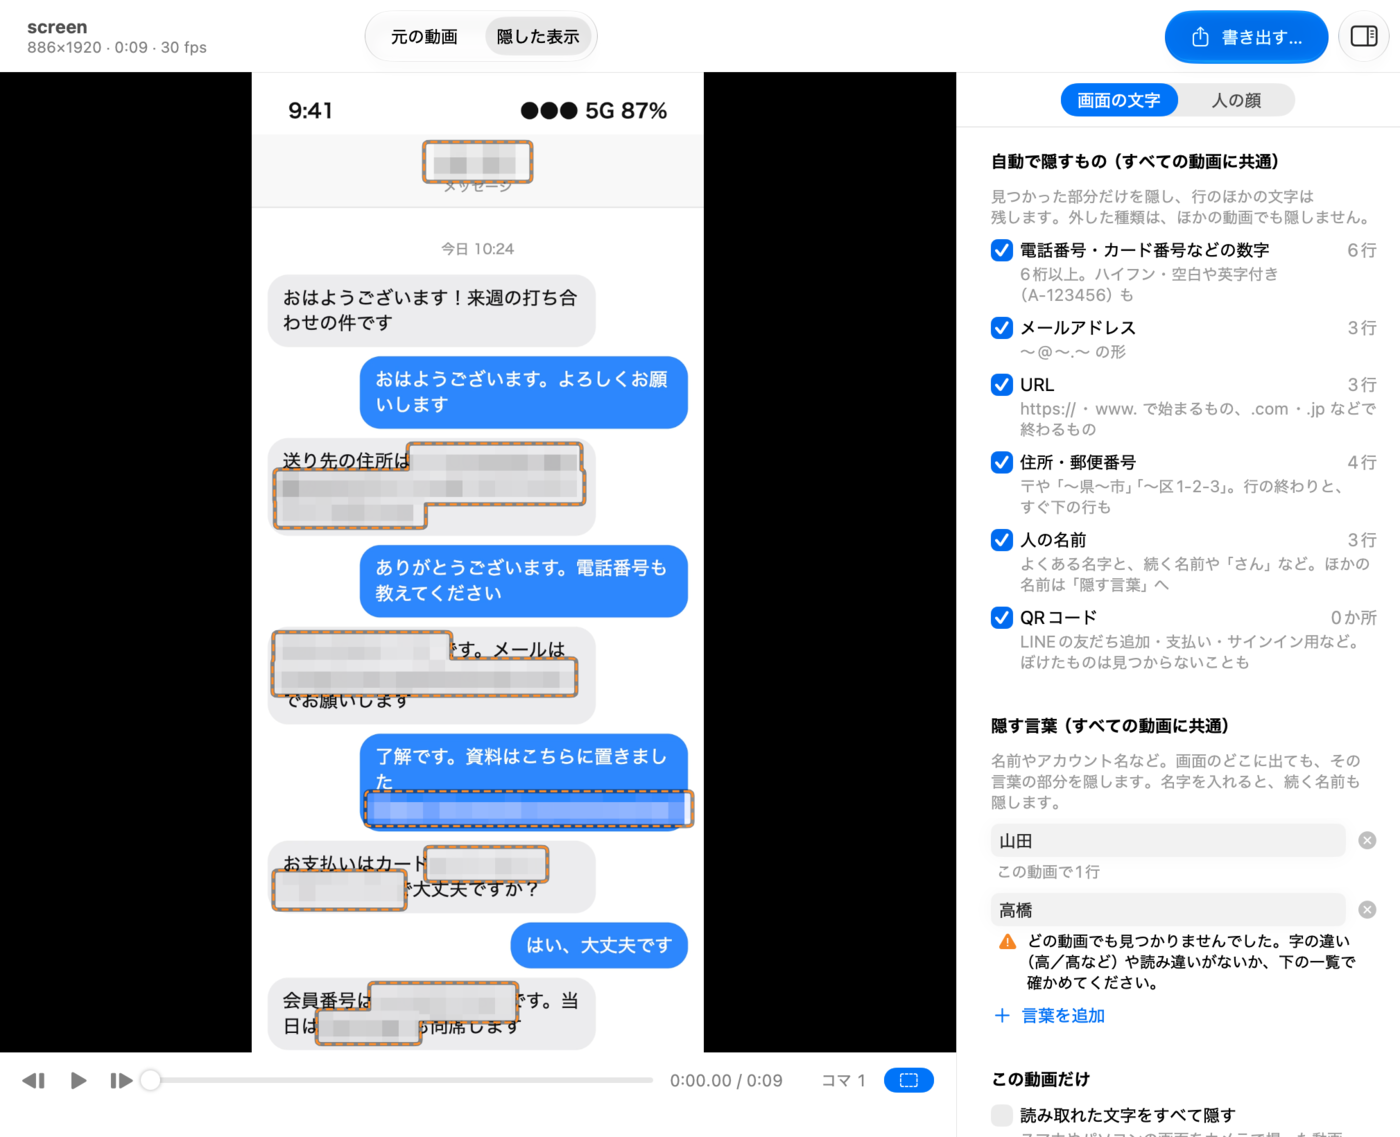 screen
886×1920 · 0:09 · 30 fps
元の動画
隠した表示
書き出す...
9:41
5G 87%
メッセージ
今日 10:24
おはようございます！来週の打ち合
わせの件です
おはようございます。よろしくお願
いします
送り先の住所は
ありがとうございます。電話番号も
教えてください
です。メールは
でお願いします
了解です。資料はこちらに置きまし
た
お支払いはカード
で大丈夫ですか？
はい、大丈夫です
会員番号は
です。当
日は
も同席します
0:00.00 / 0:09
コマ 1
画面の文字
人の顔
自動で隠すもの（すべての動画に共通）
見つかった部分だけを隠し、行のほかの文字は
残します。外した種類は、ほかの動画でも隠しません。
電話番号・カード番号などの数字
6行
6桁以上。ハイフン・空白や英字付き
（A-123456）も
メールアドレス
3行
〜@〜.〜 の形
URL
3行
https:// · www. で始まるもの、.com · .jp などで
終わるもの
住所・郵便番号
4行
〒や「〜県〜市」「〜区1-2-3」。行の終わりと、
すぐ下の行も
人の名前
3行
よくある名字と、続く名前や「さん」など。ほかの
名前は「隠す言葉」へ
QRコード
0か所
LINEの友だち追加・支払い・サインイン用など。
ぼけたものは見つからないことも
隠す言葉（すべての動画に共通）
名前やアカウント名など。画面のどこに出ても、その
言葉の部分を隠します。名字を入れると、続く名前も
隠します。
山田
この動画で1行
高橋
どの動画でも見つかりませんでした。字の違い
（高／髙など）や読み違いがないか、下の一覧で
確かめてください。
言葉を追加
この動画だけ
読み取れた文字をすべて隠す